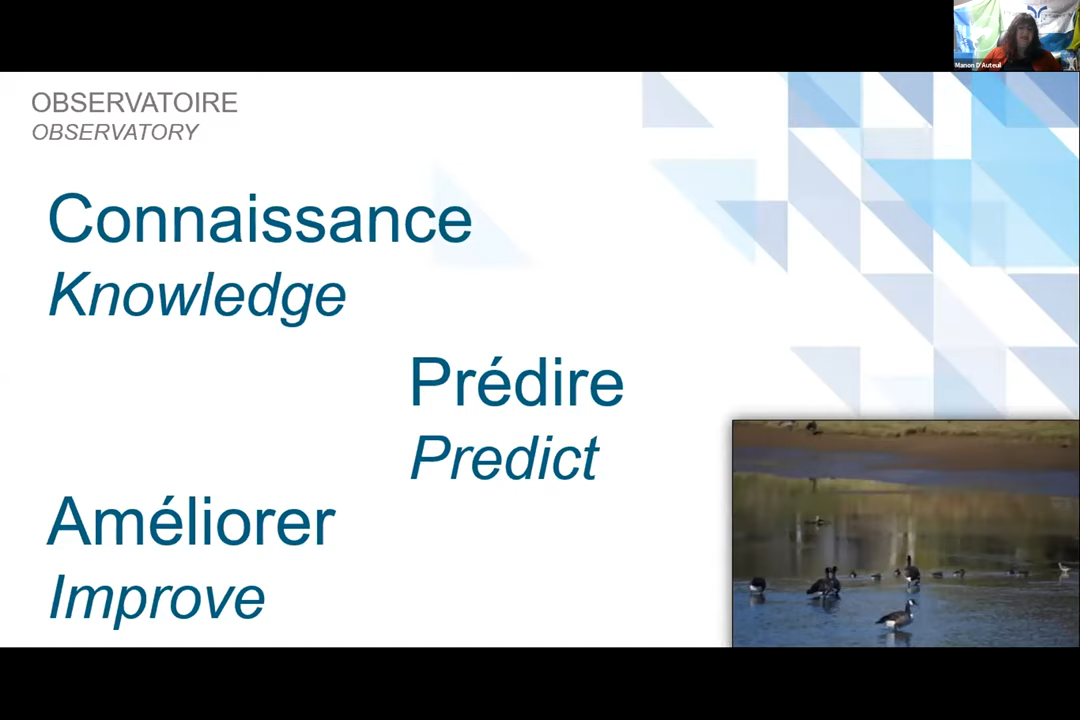 Manon D'Auteuil
OBSERVATOIRE
OBSERVATORY
Connaissance
Knowledge
Prédire
Predict
Améliorer
Improve